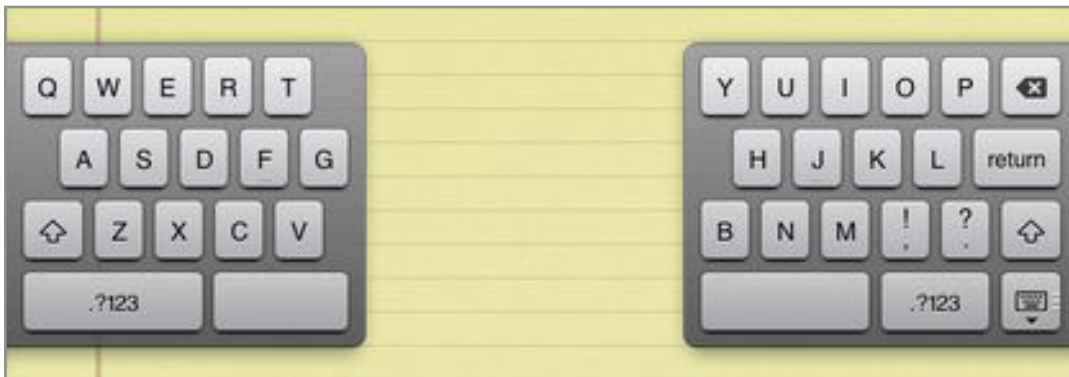 Q W E R T Y U I O P
A S D F G H J K L return
Z X C V B N M ! , ? .
.?123 .?123